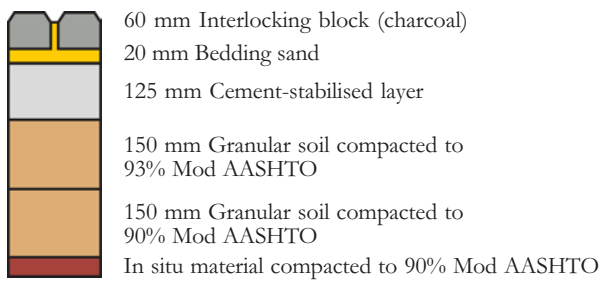 60 mm Interlocking block (charcoal)
20 mm Bedding sand
125 mm Cement-stabilised layer
150 mm Granular soil compacted to
93% Mod AASHTO
150 mm Granular soil compacted to
90% Mod AASHTO
In situ material compacted to 90% Mod AASHTO